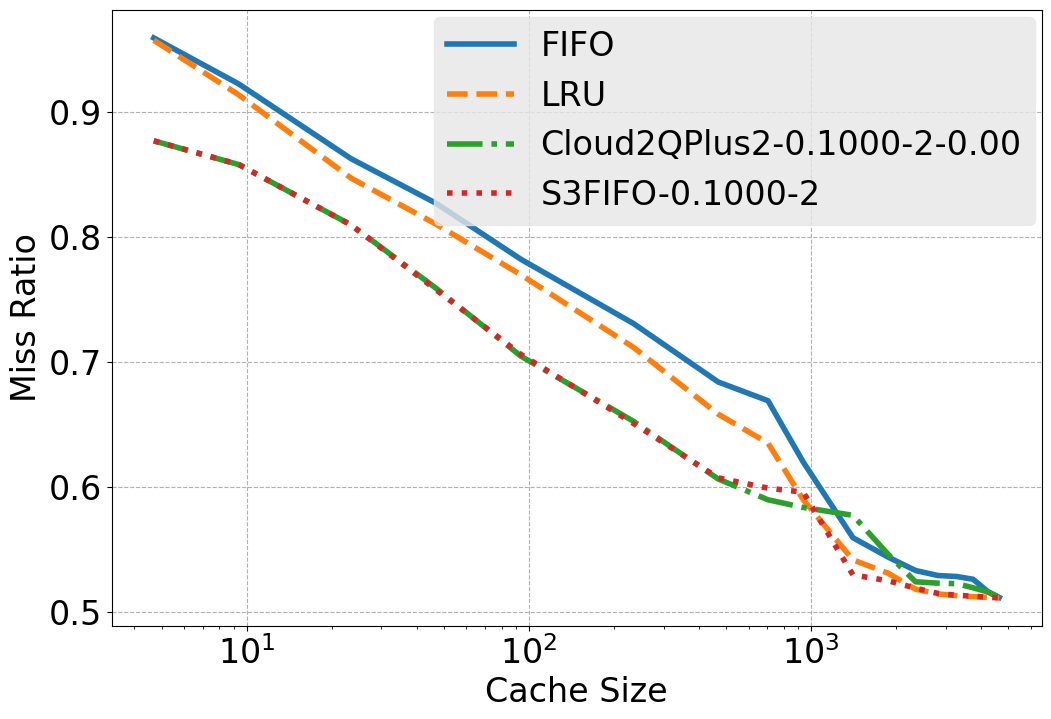 FIFO
LRU
Cloud2QPlus2-0.1000-2-0.00
S3FIFO-0.1000-2
0.9
0.8
0.7
0.6
0.5
Miss Ratio
10¹
10²
10³
Cache Size